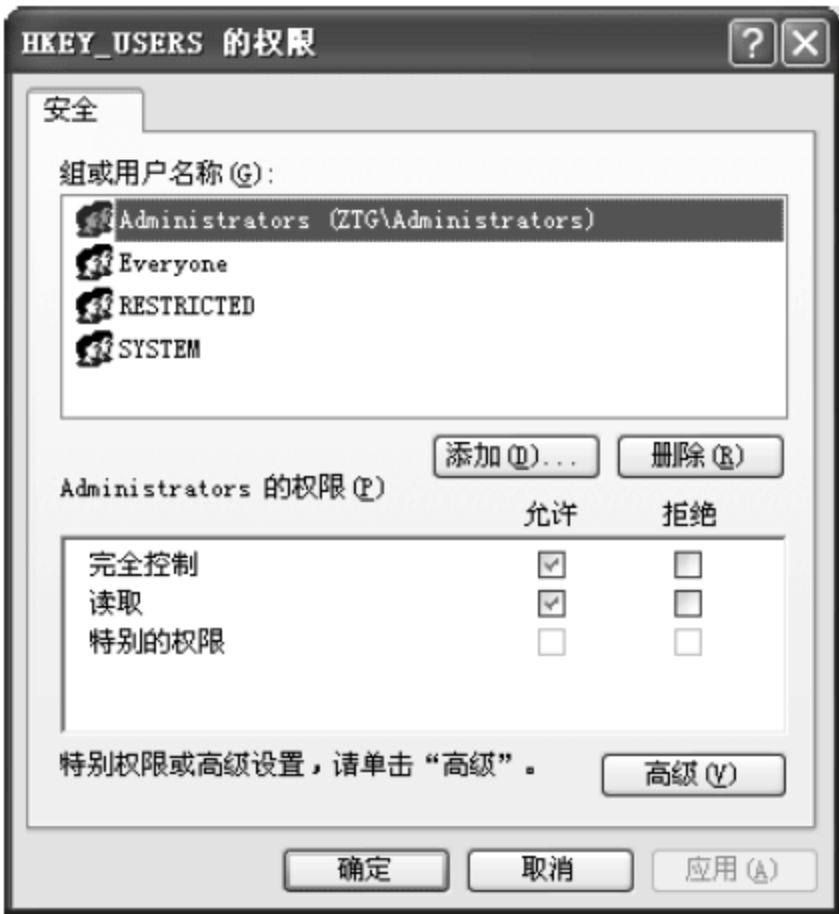 HKEY_USERS 的权限
安全
组或用户名称(G):
Administrators (ZTG\Administrators)
Everyone
RESTRICTED
SYSTEM
添加(D)... 删除(R)
Administrators 的权限(P)
允许 拒绝
完全控制
读取
特别的权限
特别权限或高级设置，请单击“高级”。
高级(V)
确定 取消 应用(A)